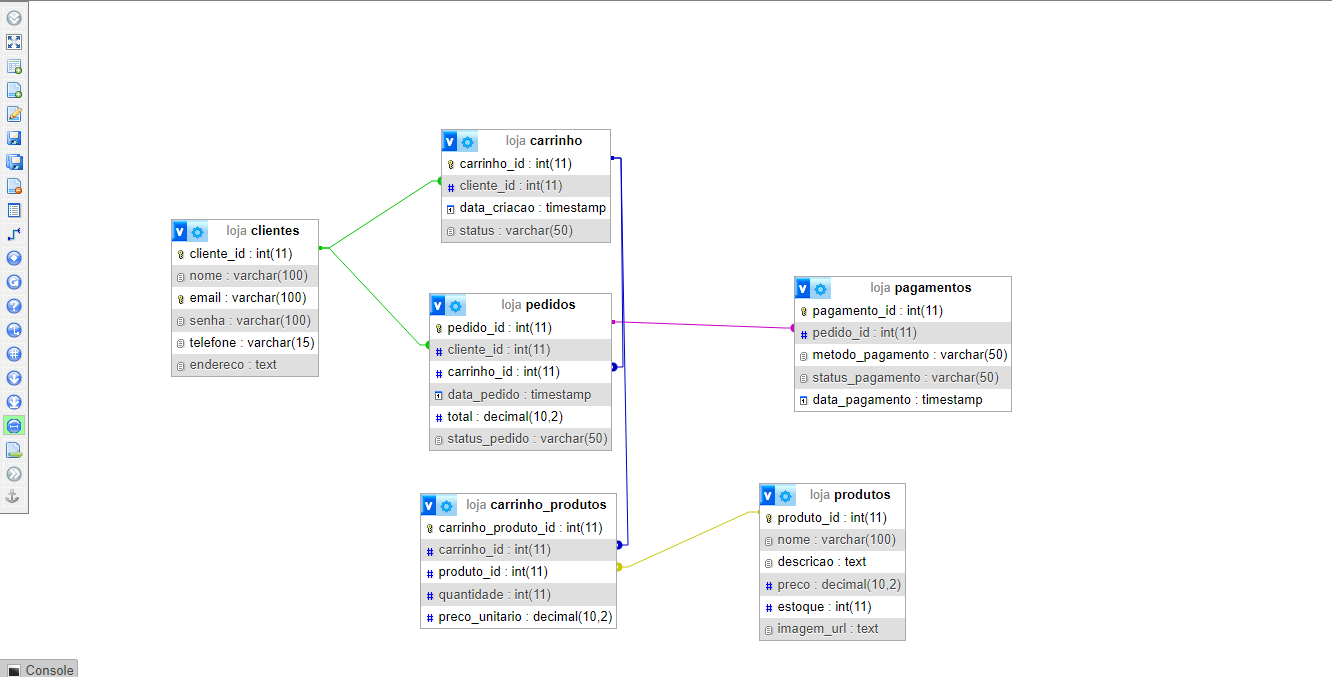 loja carrinho
carrinho_id : int(11)
cliente_id : int(11)
data_criacao : timestamp
status : varchar(50)
loja clientes
cliente_id : int(11)
nome : varchar(100)
email : varchar(100)
senha : varchar(100)
telefone : varchar(15)
endereco : text
loja pedidos
pedido_id : int(11)
cliente_id : int(11)
carrinho_id : int(11)
data_pedido : timestamp
total : decimal(10,2)
status_pedido : varchar(50)
loja pagamentos
pagamento_id : int(11)
pedido_id : int(11)
metodo_pagamento : varchar(50)
status_pagamento : varchar(50)
data_pagamento : timestamp
loja carrinho_produtos
carrinho_produto_id : int(11)
carrinho_id : int(11)
produto_id : int(11)
quantidade : int(11)
preco_unitario : decimal(10,2)
loja produtos
produto_id : int(11)
nome : varchar(100)
descricao : text
preco : decimal(10,2)
estoque : int(11)
imagem_url : text
Console